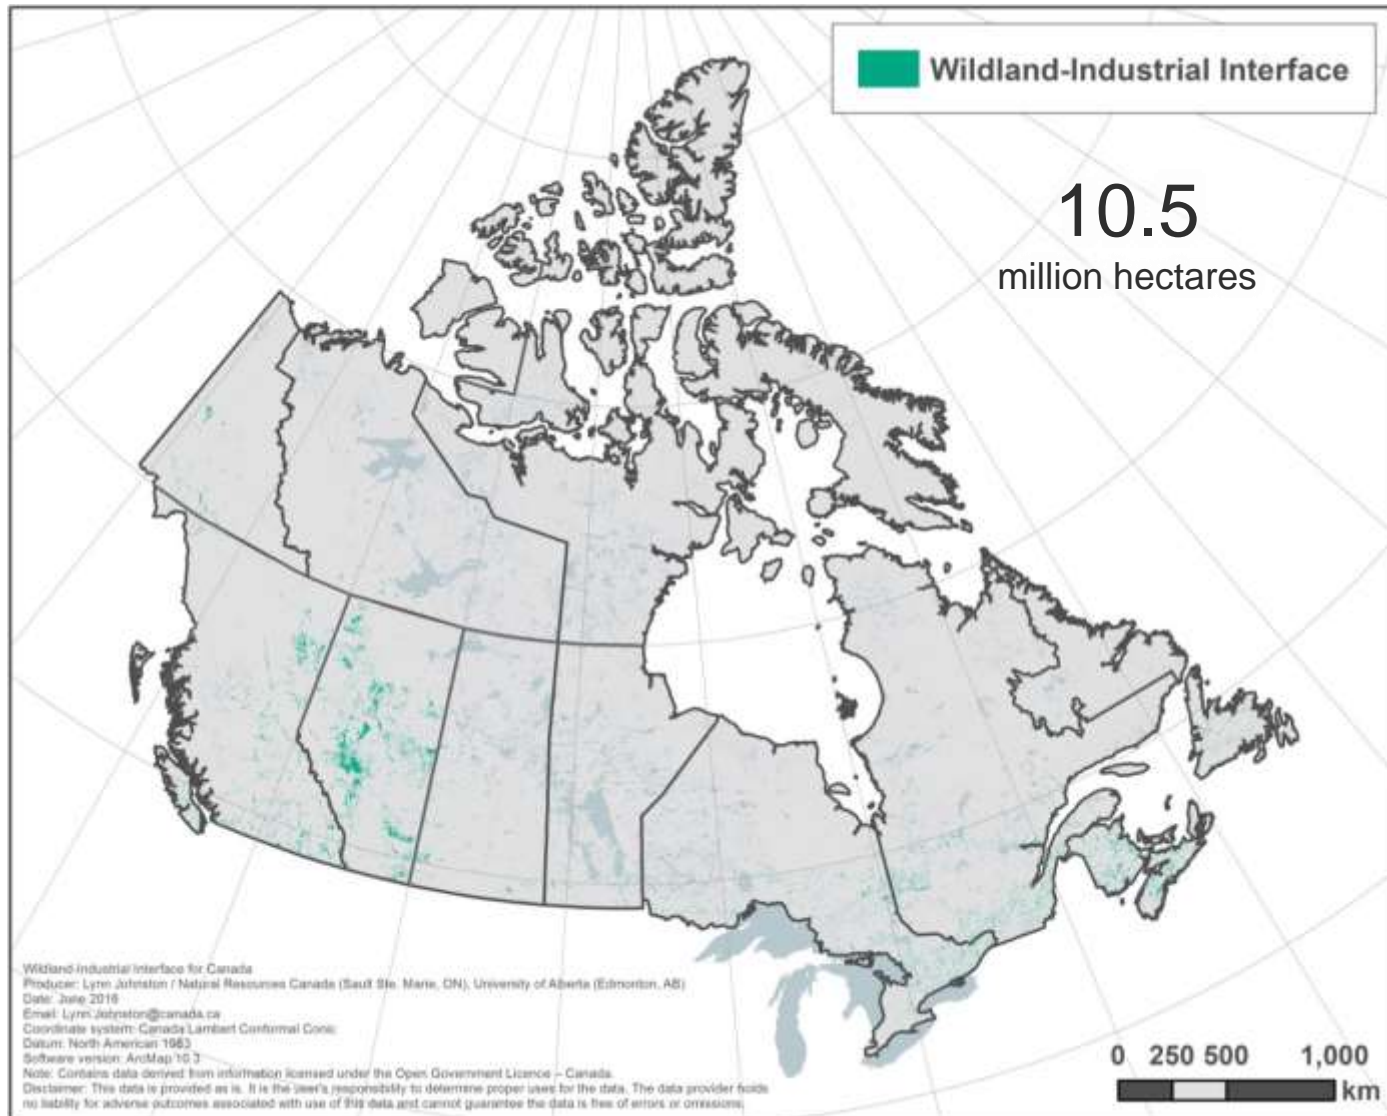 Wildland-Industrial Interface
10.5
million hectares
Wildland-Industrial Interface for Canada
Producer: Lynn Johnston / Natural Resources Canada (Sault Ste. Marie, ON), University of Alberta (Edmonton, AB)
Date: June 2016
Email: Lynn.Johnston@canada.ca
Coordinate system: Canada Lambert Conformal Conic
Datum: North American 1983
Software version: ArcMap 10.3
Note: Contains data derived from information licensed under the Open Government Licence – Canada.
Disclaimer: This data is provided as is. It is the user's responsibility to determine proper uses for the data. The data provider holds
no liability for adverse outcomes associated with use of this data and cannot guarantee the data is free of errors or omissions.
0 250 500 1,000
km